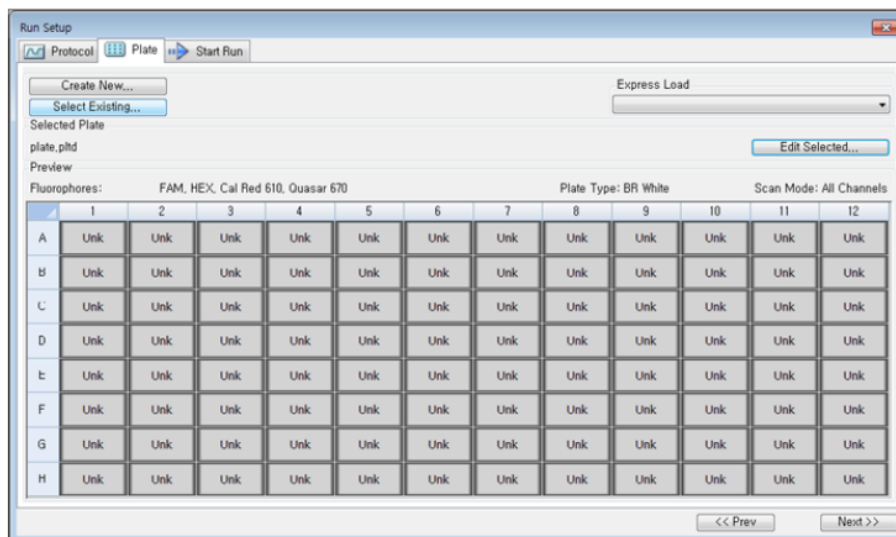 Run Setup
Protocol Plate Start Run
Create New... Express Load
Select Existing...
Selected Plate
plate.pltd Edit Selected...
Preview
Fluorophores: FAM, HEX, Cal Red 610, Quasar 670 Plate Type: BR White Scan Mode: All Channels
1 2 3 4 5 6 7 8 9 10 11 12
A Unk Unk Unk Unk Unk Unk Unk Unk Unk Unk Unk Unk
B Unk Unk Unk Unk Unk Unk Unk Unk Unk Unk Unk Unk
C Unk Unk Unk Unk Unk Unk Unk Unk Unk Unk Unk Unk
D Unk Unk Unk Unk Unk Unk Unk Unk Unk Unk Unk Unk
E Unk Unk Unk Unk Unk Unk Unk Unk Unk Unk Unk Unk
F Unk Unk Unk Unk Unk Unk Unk Unk Unk Unk Unk Unk
G Unk Unk Unk Unk Unk Unk Unk Unk Unk Unk Unk Unk
H Unk Unk Unk Unk Unk Unk Unk Unk Unk Unk Unk Unk
<< Prev Next >>